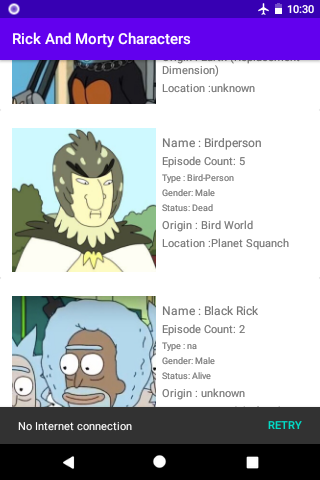 10:30
Rick And Morty Characters
Origin : Earth (Replacement
Dimension)
Location :unknown
Name : Birdperson
Episode Count: 5
Type : Bird-Person
Gender: Male
Status: Dead
Origin : Bird World
Location :Planet Squanch
Name : Black Rick
Episode Count: 2
Type : na
Gender: Male
Status: Alive
Origin : unknown
No Internet connection
RETRY